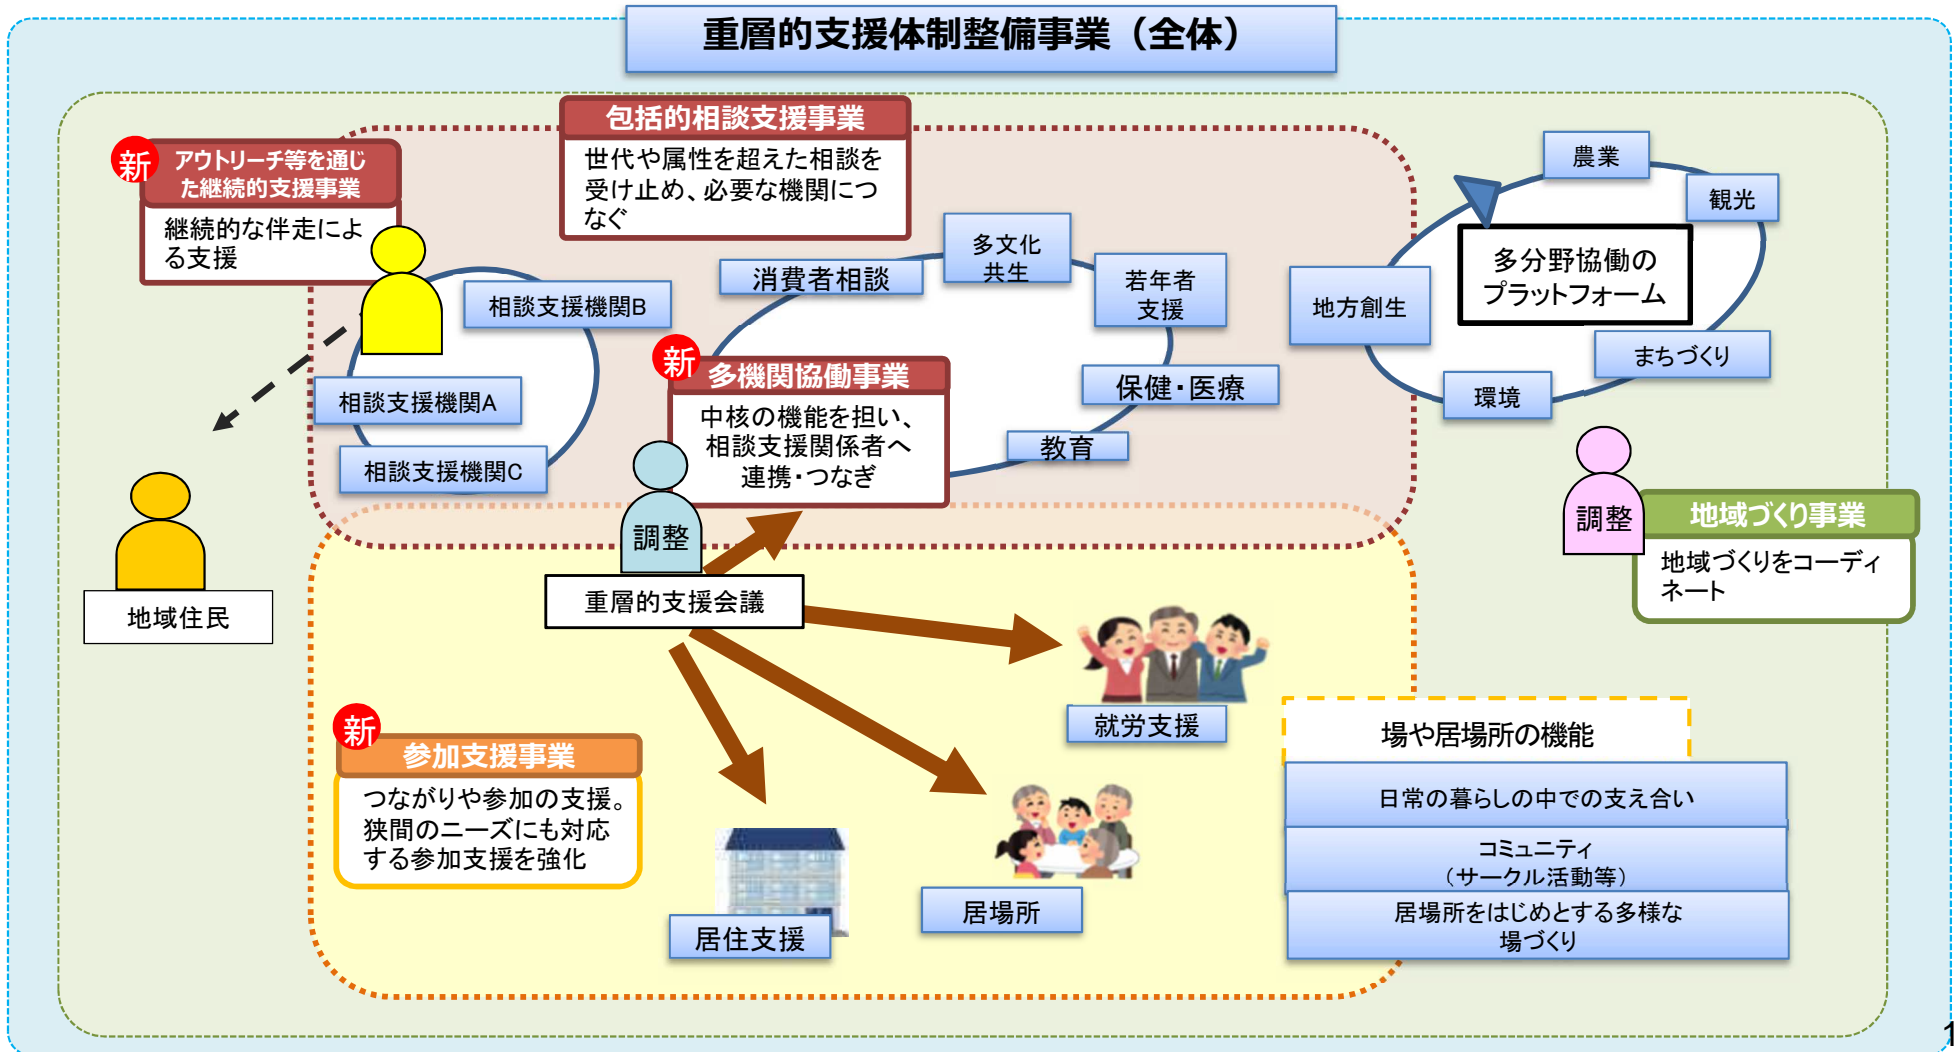 重層的支援体制整備事業（全体）
包括的相談支援事業
世代や属性を超えた相談を
受け止め、必要な機関につ
なぐ
新
アウトリーチ等を通じ
た継続的支援事業
継続的な伴走によ
る支援
相談支援機関B
相談支援機関A
相談支援機関C
消費者相談
多文化
共生
若年者
支援
保健・医療
教育
新
多機関協働事業
中核の機能を担い、
相談支援関係者へ
連携・つなぎ
調整
重層的支援会議
農業
観光
地方創生
多分野協働の
プラットフォーム
まちづくり
環境
調整
地域づくり事業
地域づくりをコーディ
ネート
地域住民
新
参加支援事業
つながりや参加の支援。
狭間のニーズにも対応
する参加支援を強化
就労支援
居場所
居住支援
場や居場所の機能
日常の暮らしの中での支え合い
コミュニティ
（サークル活動等）
居場所をはじめとする多様な
場づくり
1